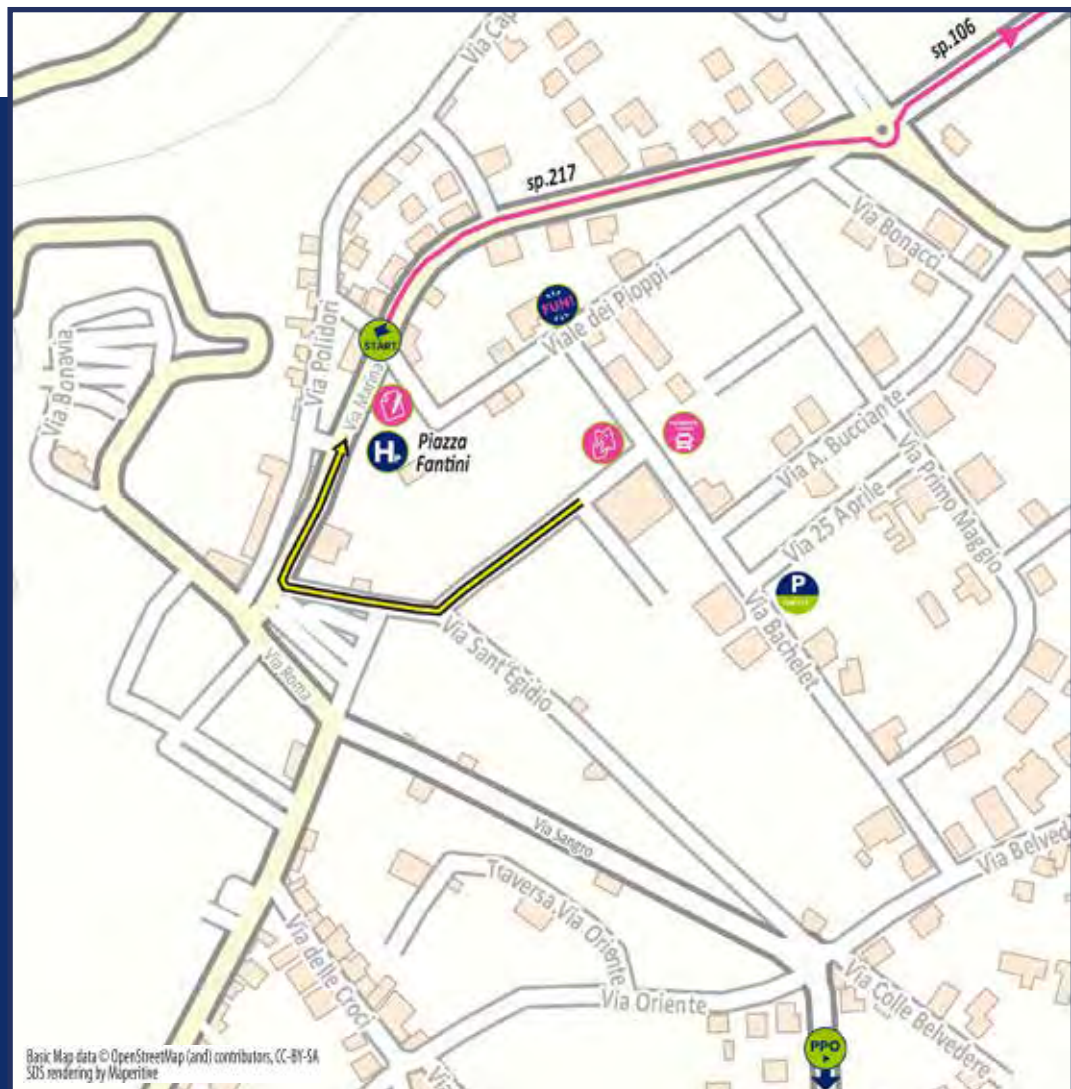 Via Cap
sp.106
sp.217
Via Bonacci
FUN!
Viale dei Pioppi
START
Via Polidori
Via Marina
Via Bonavia
H
Piazza
Fantini
Via A. Bucciante
Via Primo Maggio
Via 25 Aprile
P
Via Bachelet
Via Sant'Egidio
Via Roma
Via Sangro
Via Belved
Traversa Via Oriente
Via delle Croci
Via Oriente
Via Colle Belvedere
PPO
Basic Map data © OpenStreetMap (and) contributors, CC-BY-SA
SDS rendering by Maperitive